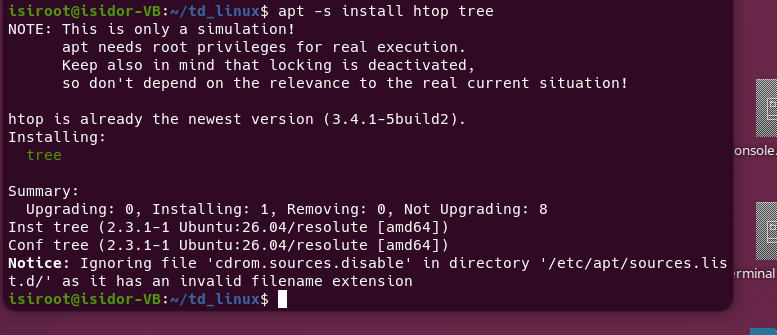 isiroot@isidor-VB:~/td_linux$ apt -s install htop tree
NOTE: This is only a simulation!
      apt needs root privileges for real execution.
      Keep also in mind that locking is deactivated,
      so don't depend on the relevance to the real current situation!
htop is already the newest version (3.4.1-5build2).
Installing:
  tree
Summary:
  Upgrading: 0, Installing: 1, Removing: 0, Not Upgrading: 8
Inst tree (2.3.1-1 Ubuntu:26.04/resolute [amd64])
Conf tree (2.3.1-1 Ubuntu:26.04/resolute [amd64])
Notice: Ignoring file 'cdrom.sources.disable' in directory '/etc/apt/sources.lis
t.d/' as it has an invalid filename extension
isiroot@isidor-VB:~/td_linux$
onsole.
rminal